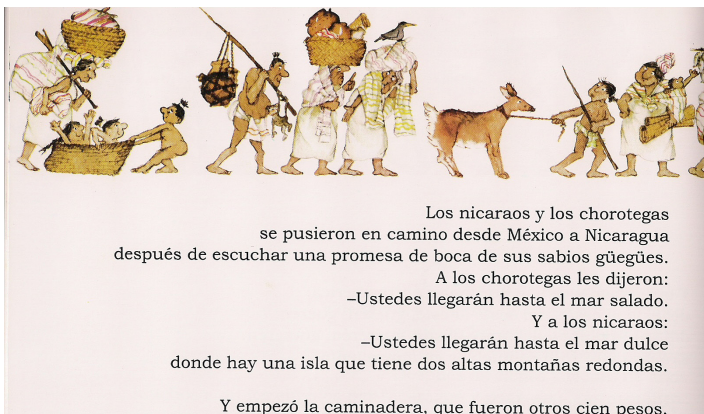 Los nicaraos y los chorotegas
se pusieron en camino desde México a Nicaragua
después de escuchar una promesa de boca de sus sabios güegües.
A los chorotegas les dijeron:
–Ustedes llegarán hasta el mar salado.
Y a los nicaraos:
–Ustedes llegarán hasta el mar dulce
donde hay una isla que tiene dos altas montañas redondas.
Y empezó la caminadera, que fueron otros cien pesos.